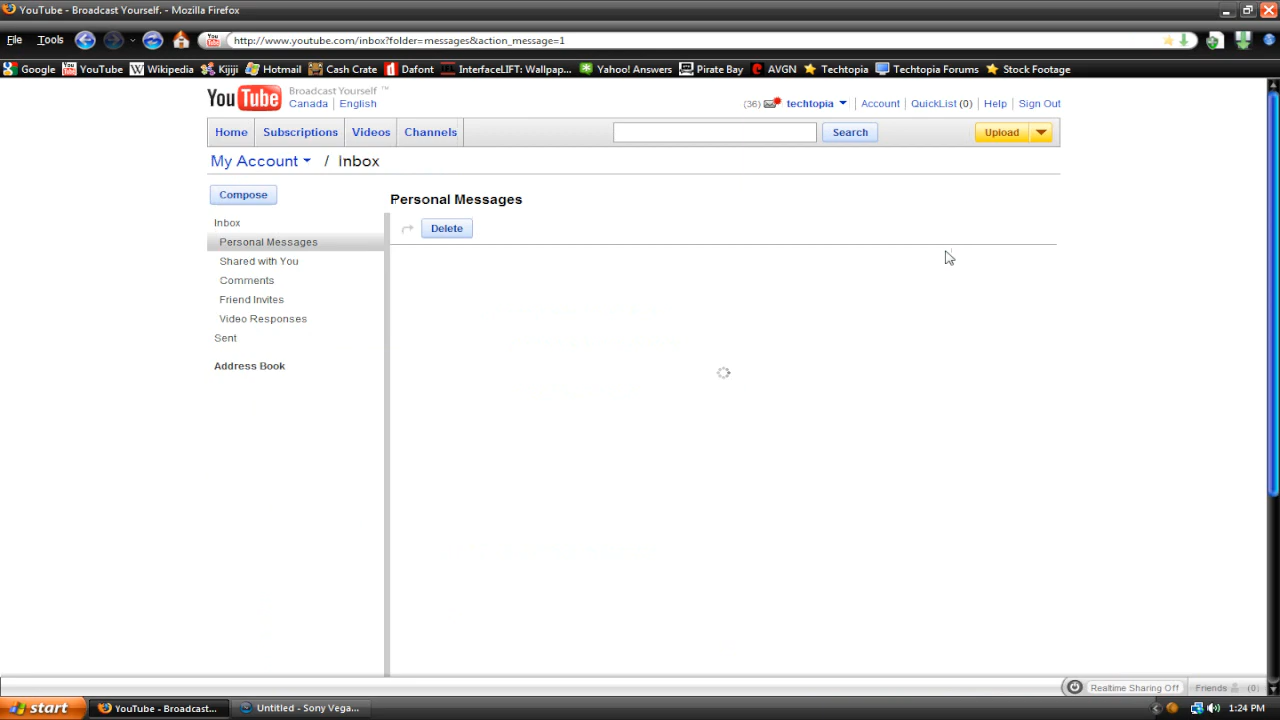 YouTube - Broadcast Yourself. - Mozilla Firefox
File Tools http://www.youtube.com/inbox?folder=messages&action_message=1
Google YouTube Wikipedia Kijiji Hotmail Cash Crate Dafont InterfaceLIFT: Wallpap... Yahoo! Answers Pirate Bay AVGN Techtopia Techtopia Forums Stock Footage
YouTube Broadcast Yourself ™
Canada | English (36) techtopia | Account | QuickList (0) | Help | Sign Out
Home Subscriptions Videos Channels Search Upload
My Account / Inbox
Compose Personal Messages
Inbox Delete
Personal Messages
Shared with You
Comments
Friend Invites
Video Responses
Sent
Address Book
Realtime Sharing Off Friends (0)
start YouTube - Broadcast... Untitled - Sony Vega... 1:24 PM